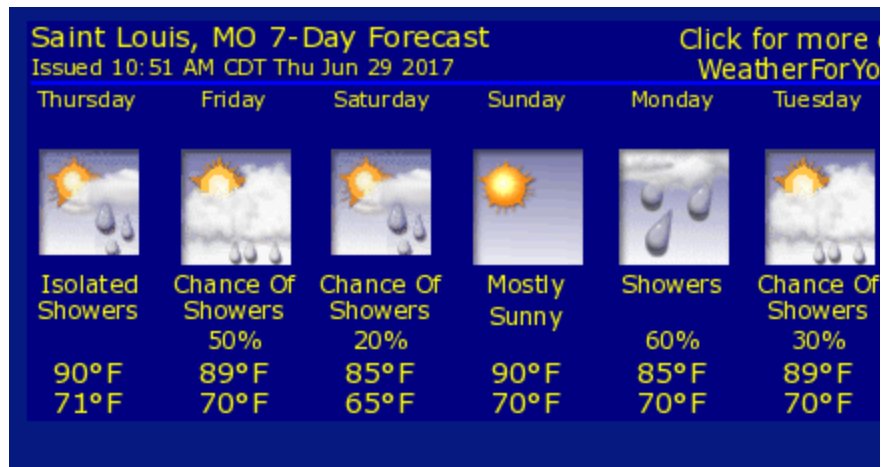 Saint Louis, MO 7-Day Forecast
Issued 10:51 AM CDT Thu Jun 29 2017
Click for more
WeatherForYo
Thursday Friday Saturday Sunday Monday Tuesday
Isolated Chance Of Chance Of Mostly Showers Chance Of
Showers Showers Showers Sunny Showers
50% 20% 60% 30%
90°F 89°F 85°F 90°F 85°F 89°F
71°F 70°F 65°F 70°F 70°F 70°F